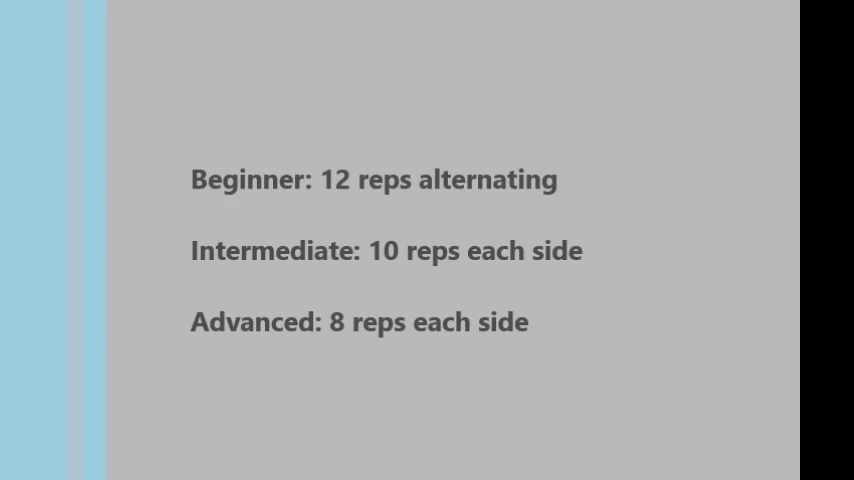 Beginner: 12 reps alternating
Intermediate: 10 reps each side
Advanced: 8 reps each side